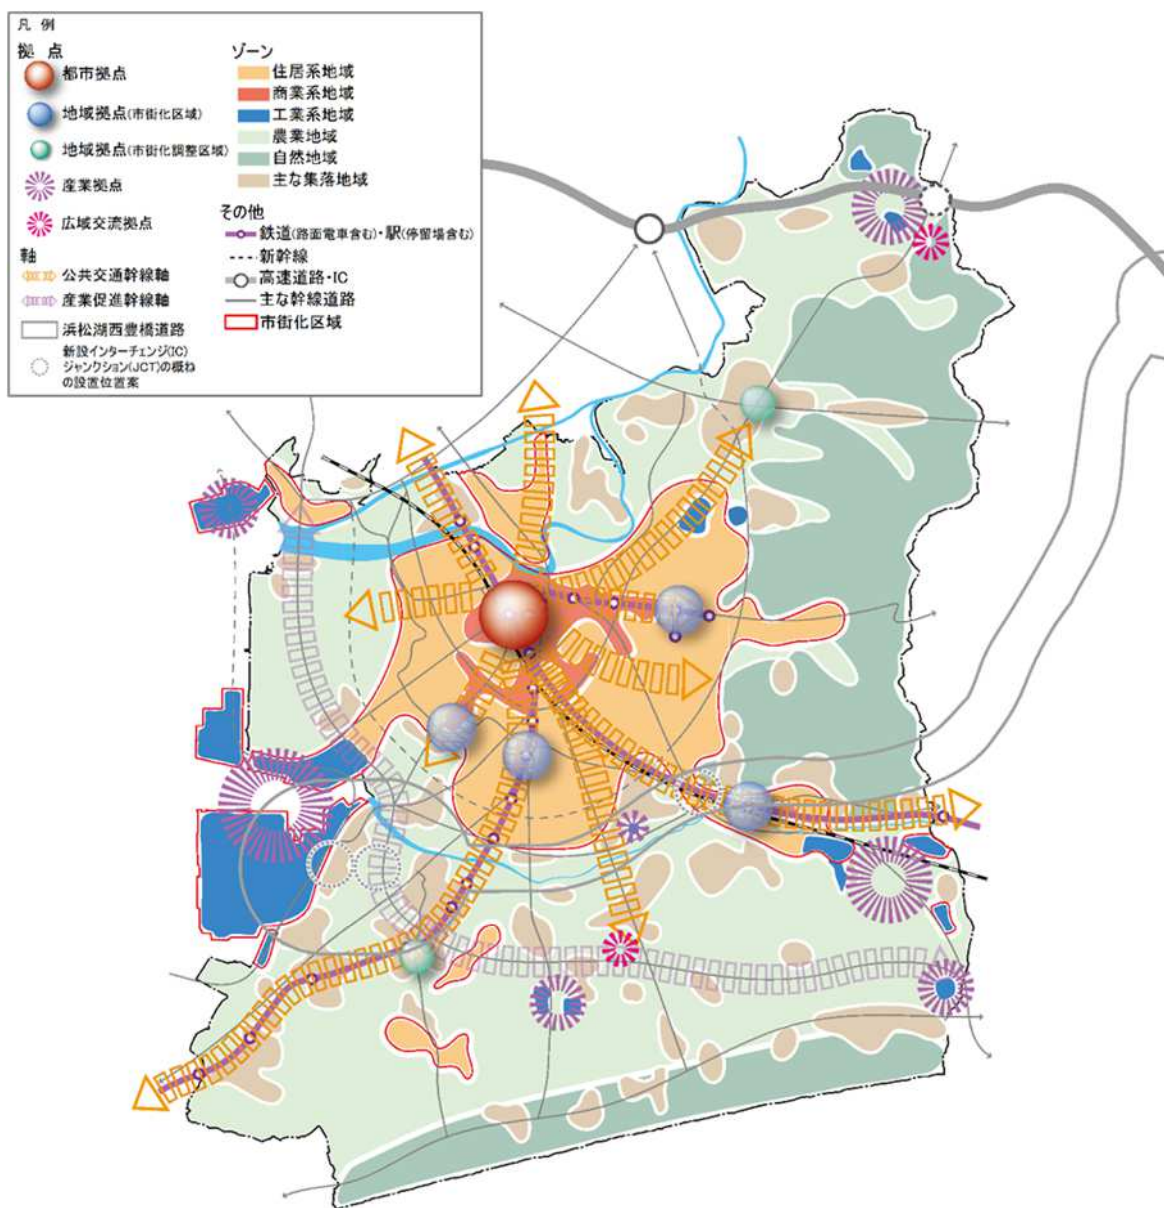 凡 例
拠 点
都市拠点
地域拠点(市街化区域)
地域拠点(市街化調整区域)
産業拠点
広域交流拠点
軸
公共交通幹線軸
産業促進幹線軸
浜松湖西豊橋道路
新設インターチェンジ(IC)
ジャンクション(JCT)の概ね
の設置位置案
ゾーン
住居系地域
商業系地域
工業系地域
農業地域
自然地域
主な集落地域
その他
鉄道(路面電車含む)・駅(停留場含む)
新幹線
高速道路・IC
主な幹線道路
市街化区域